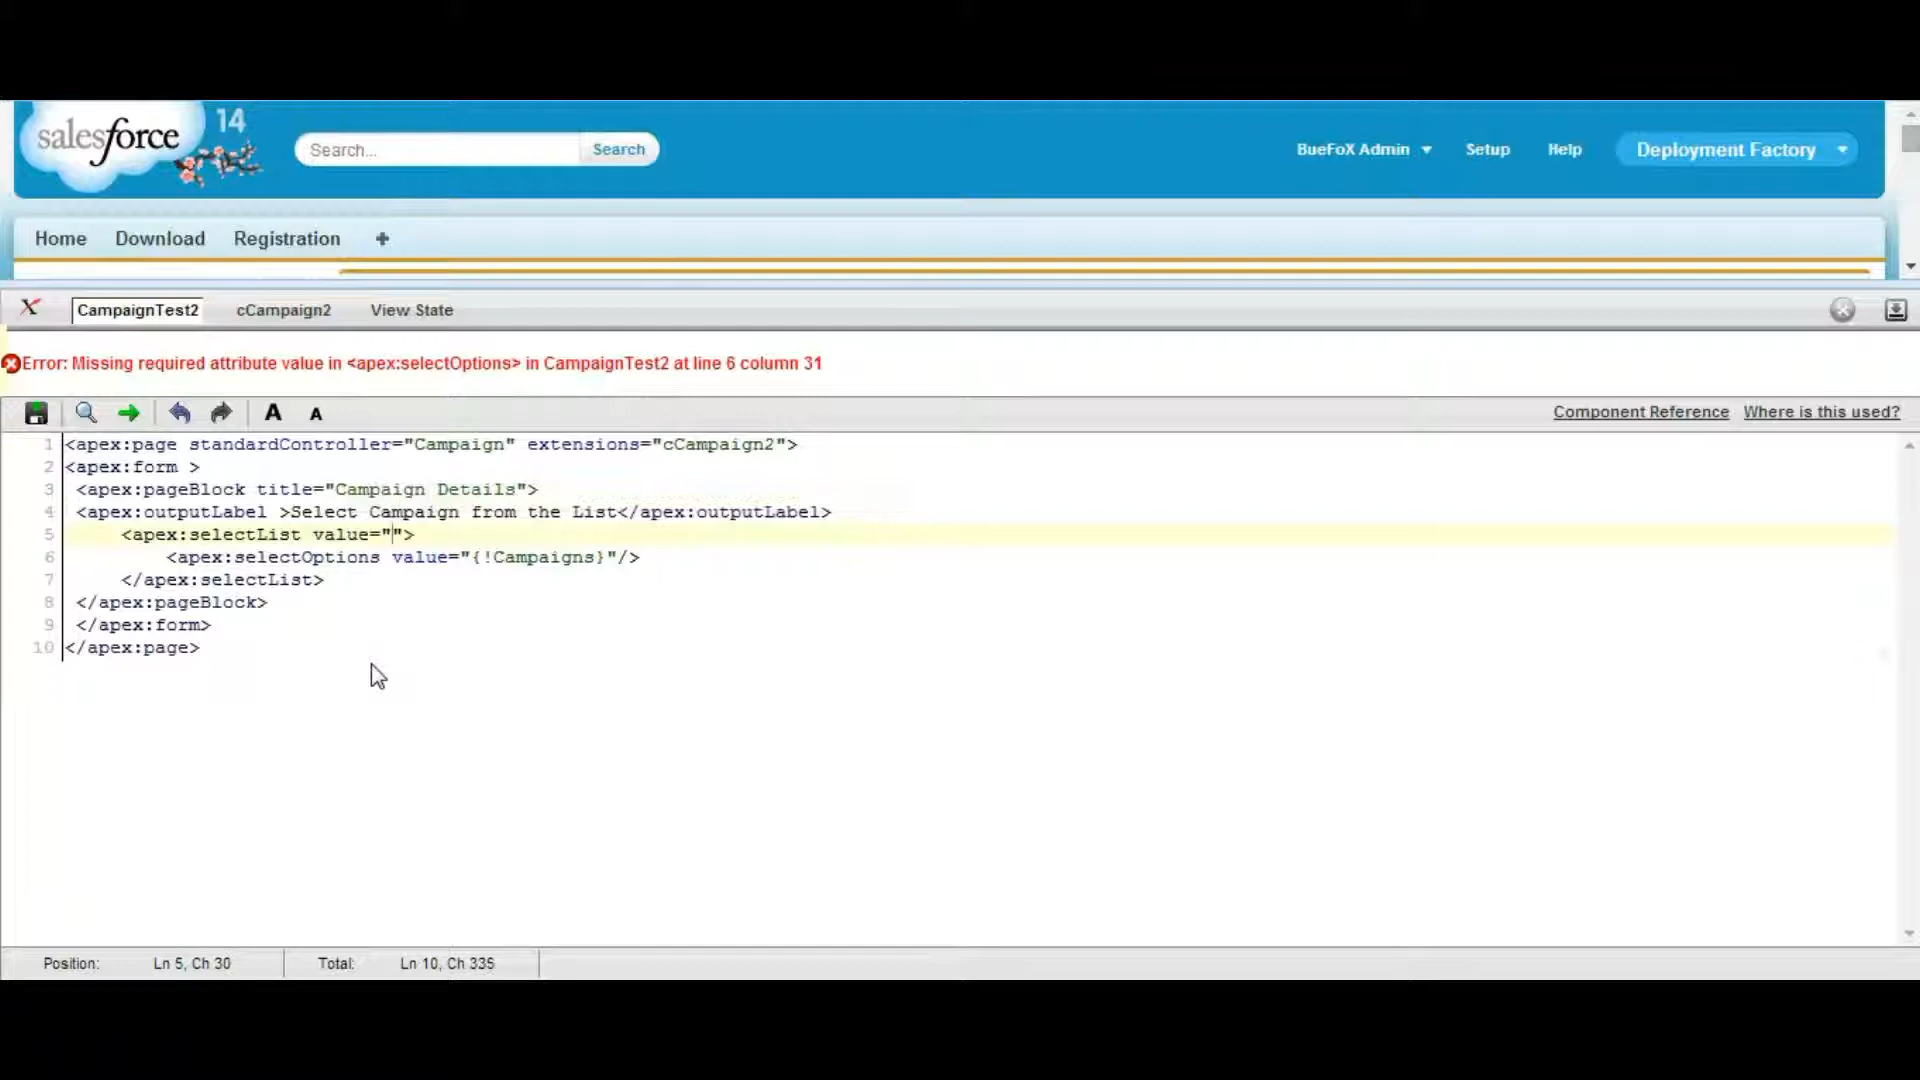 salesforce 14
Search... Search BueFoX Admin Setup Help Deployment Factory
Home Download Registration +
CampaignTest2 cCampaign2 View State
Error: Missing required attribute value in <apex:selectOptions> in CampaignTest2 at line 6 column 31
A A Component Reference Where is this used?
1 <apex:page standardController="Campaign" extensions="cCampaign2">
2 <apex:form >
3 <apex:pageBlock title="Campaign Details">
4 <apex:outputLabel >Select Campaign from the List</apex:outputLabel>
5 <apex:selectList value="">
6 <apex:selectOptions value="{!Campaigns}"/>
7 </apex:selectList>
8 </apex:pageBlock>
9 </apex:form>
10 </apex:page>
Position: Ln 5, Ch 30 Total: Ln 10, Ch 335